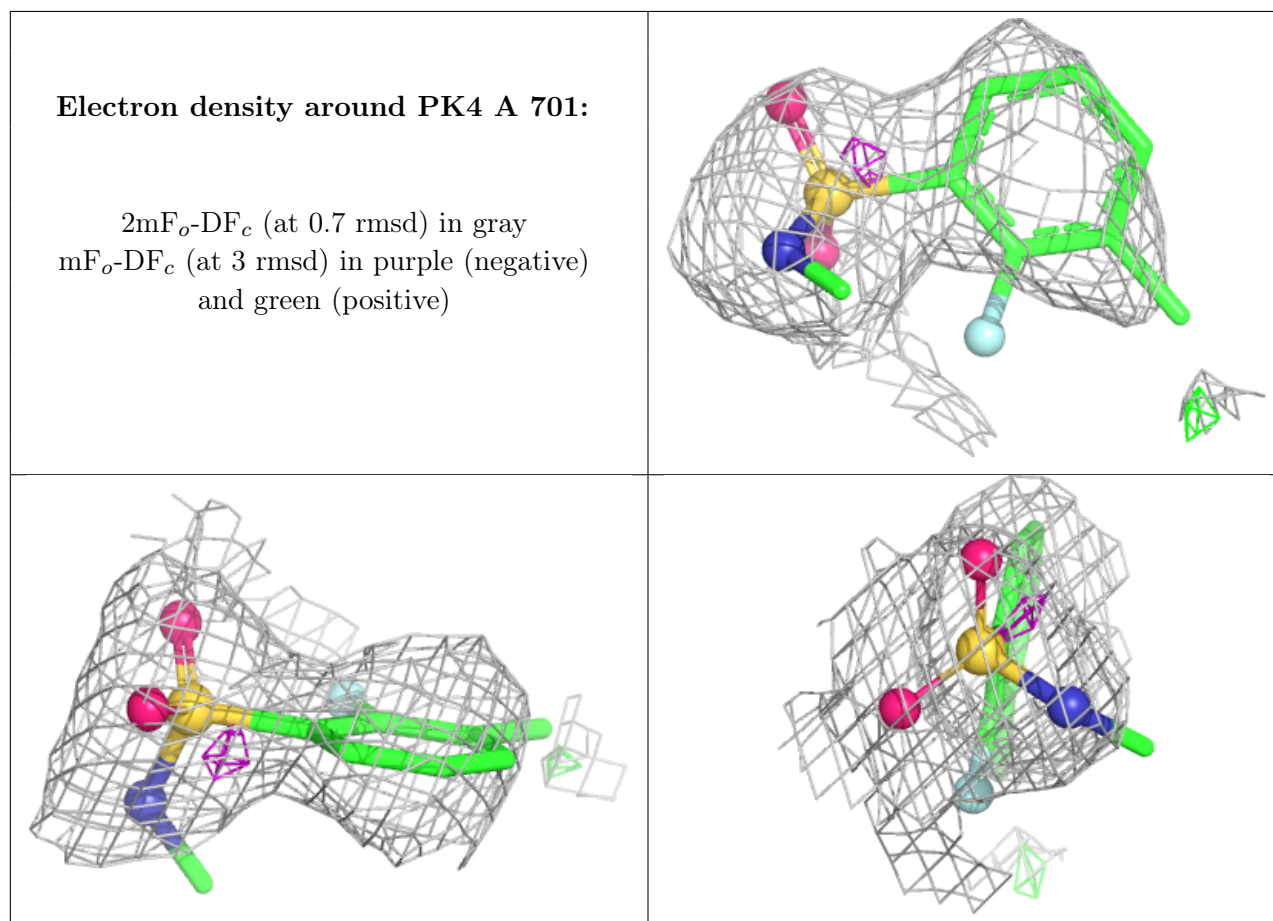 Electron density around PK4 A 701:
2mFo-DFc (at 0.7 rmsd) in gray
mFo-DFc (at 3 rmsd) in purple (negative)
and green (positive)